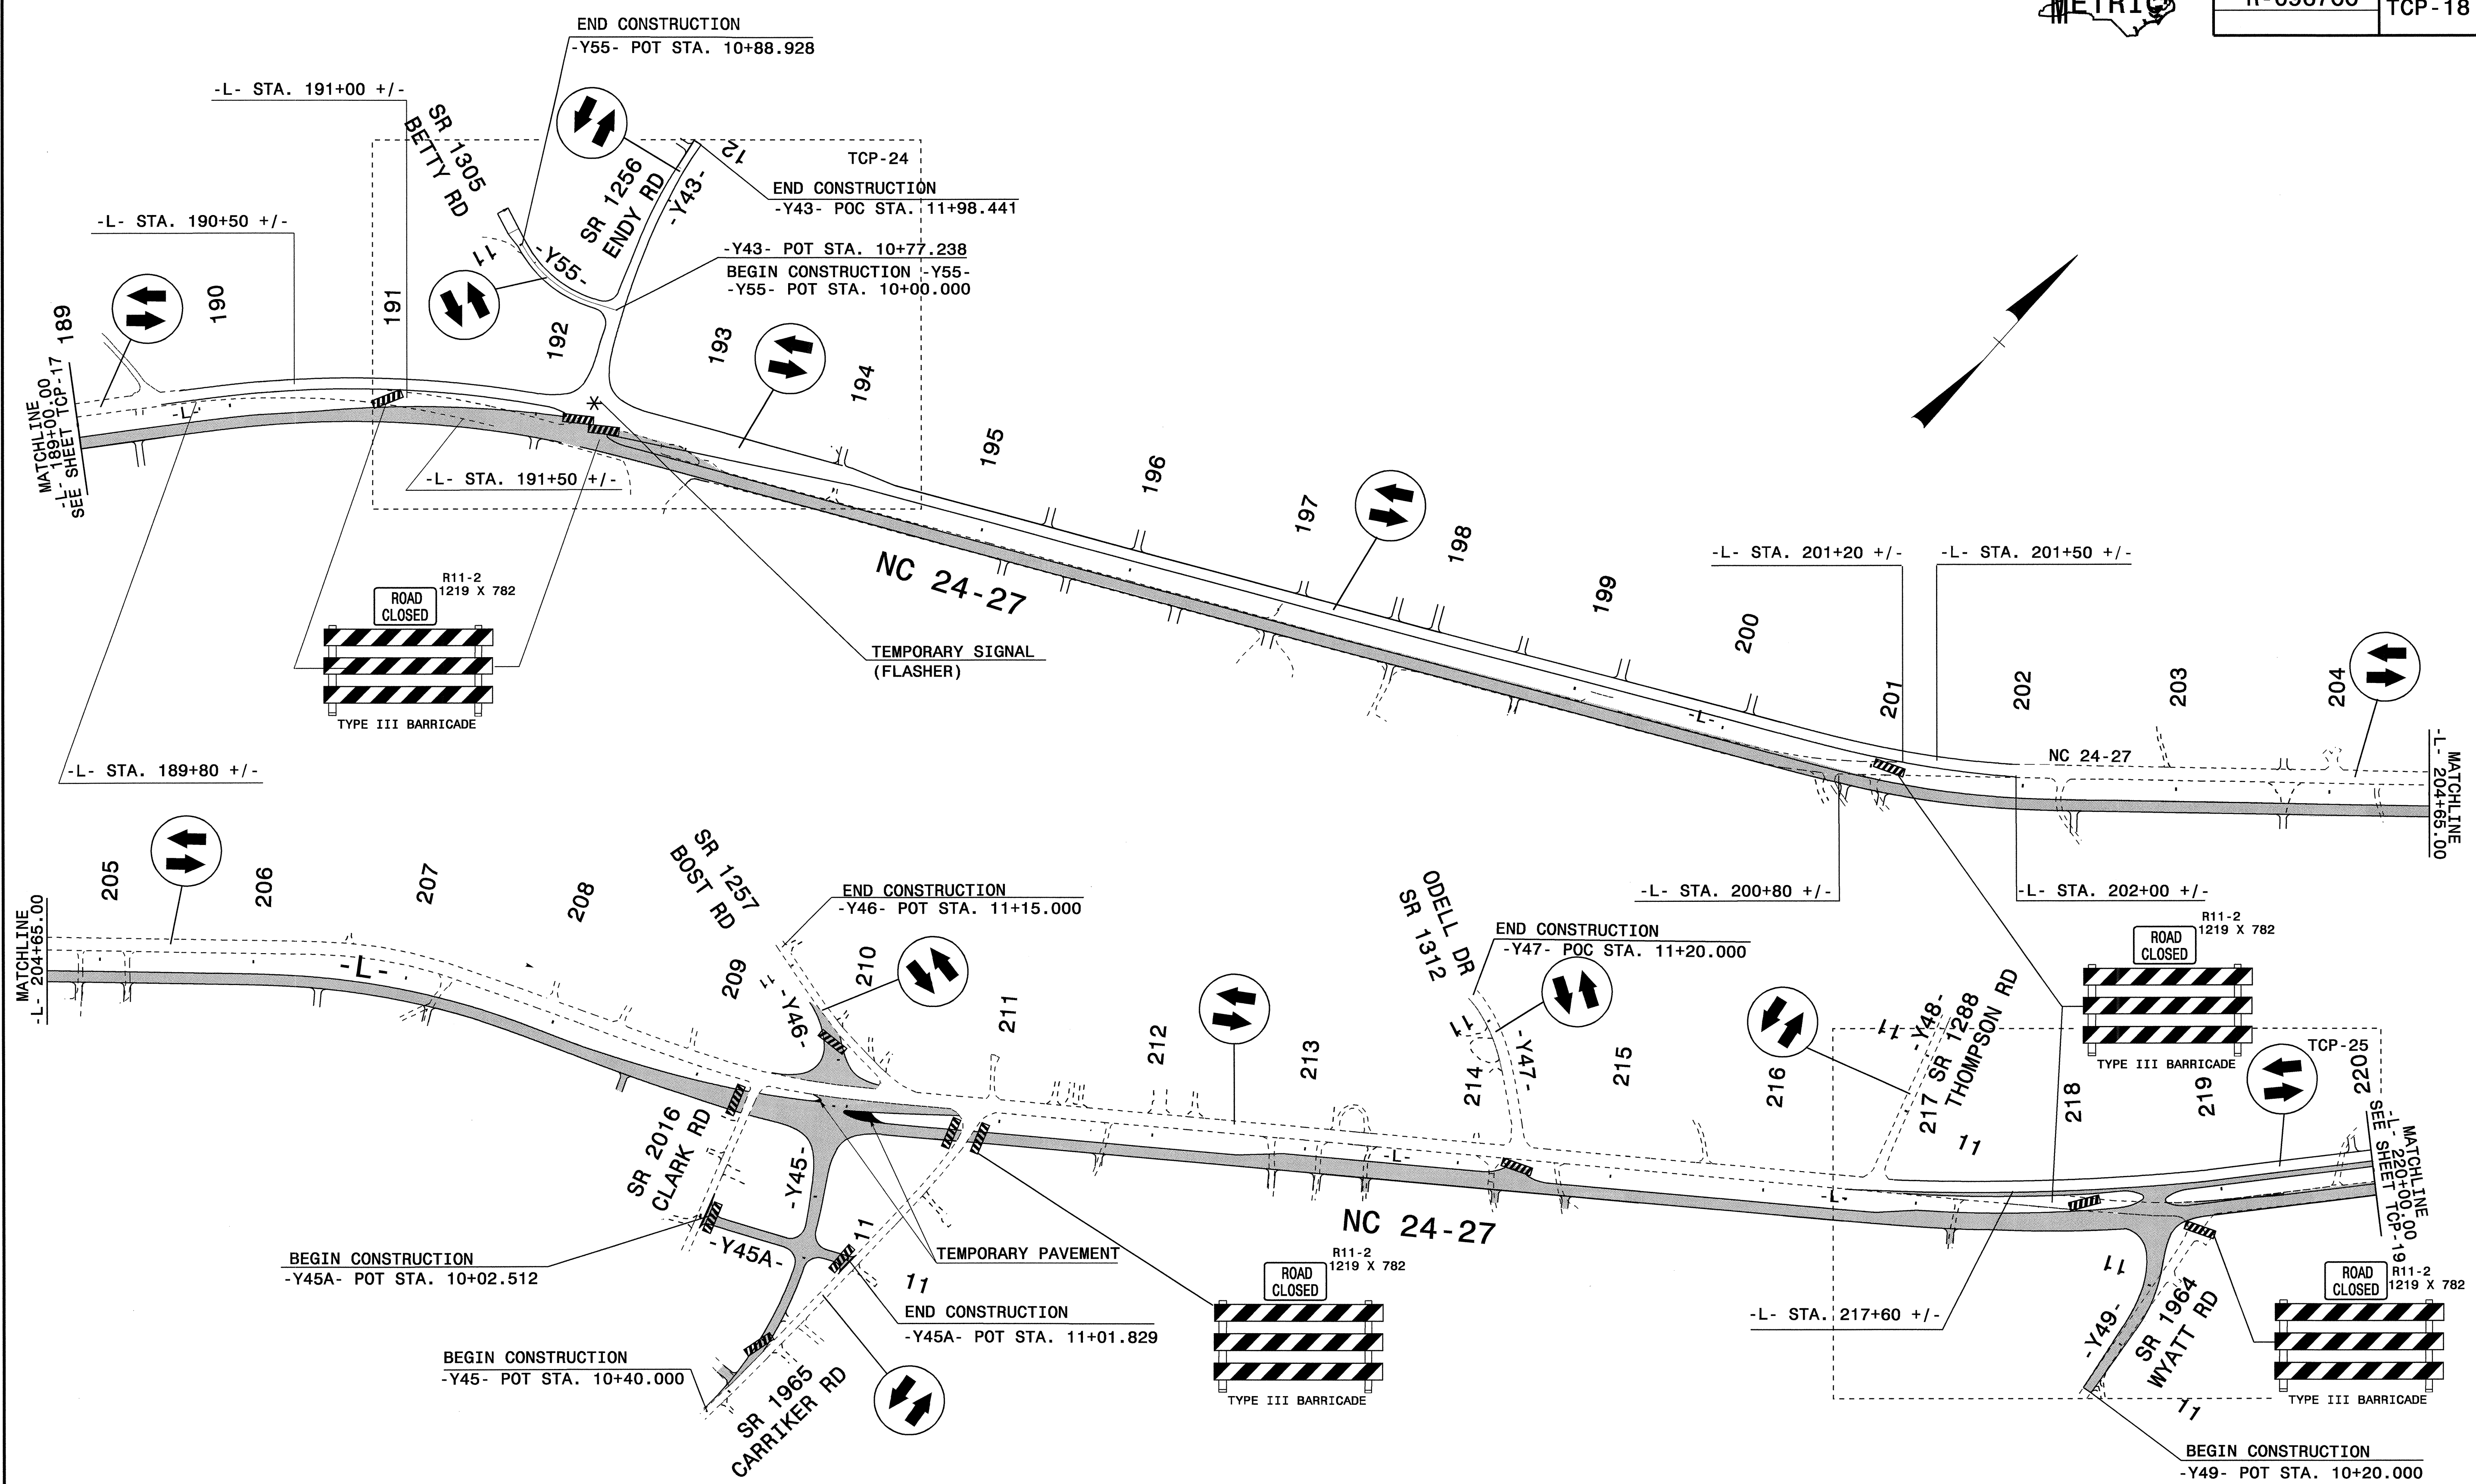 METRIC
TCP-18
END CONSTRUCTION
-Y55- POT STA. 10+88.928
-L- STA. 191+00 +/-
SR 1305
BETTY RD
SR 1256
ENDY RD
-Y43-
12
TCP-24
END CONSTRUCTION
-Y43- POC STA. 11+98.441
-L- STA. 190+50 +/-
11
-Y55-
-Y43- POT STA. 10+77.238
BEGIN CONSTRUCTION -Y55-
-Y55- POT STA. 10+00.000
189
190
191
192
193
194
195
196
197
198
199
200
201
202
203
204
MATCHLINE
-L- 189+00.00
SEE SHEET TCP-17
-L-
-L- STA. 191+50 +/-
NC 24-27
-L- STA. 201+20 +/-
-L- STA. 201+50 +/-
R11-2
1219 X 782
ROAD
CLOSED
TYPE III BARRICADE
TEMPORARY SIGNAL
(FLASHER)
-L-
NC 24-27
MATCHLINE
-L- 204+65.00
-L- STA. 189+80 +/-
-L- STA. 200+80 +/-
-L- STA. 202+00 +/-
MATCHLINE
-L- 204+65.00
205
206
207
208
209
210
211
212
213
214
215
216
217
218
219
220
-L-
SR 1257
BOST RD
END CONSTRUCTION
-Y46- POT STA. 11+15.000
11
-Y46-
ODELL DR
SR 1312
END CONSTRUCTION
-Y47- POC STA. 11+20.000
11
-Y47-
11
-Y48-
SR 1288
THOMPSON RD
11
R11-2
1219 X 782
ROAD
CLOSED
TYPE III BARRICADE
TCP-25
SR 2016
CLARK RD
-Y45-
-L-
-L-
MATCHLINE
-L- 220+00.00
SEE SHEET TCP-19
BEGIN CONSTRUCTION
-Y45A- POT STA. 10+02.512
-Y45A-
11
TEMPORARY PAVEMENT
11
NC 24-27
END CONSTRUCTION
-Y45A- POT STA. 11+01.829
R11-2
1219 X 782
ROAD
CLOSED
TYPE III BARRICADE
-L- STA. 217+60 +/-
11
-Y49-
SR 1964
WYATT RD
11
R11-2
1219 X 782
ROAD
CLOSED
TYPE III BARRICADE
BEGIN CONSTRUCTION
-Y45- POT STA. 10+40.000
SR 1965
CARRIKER RD
BEGIN CONSTRUCTION
-Y49- POT STA. 10+20.000